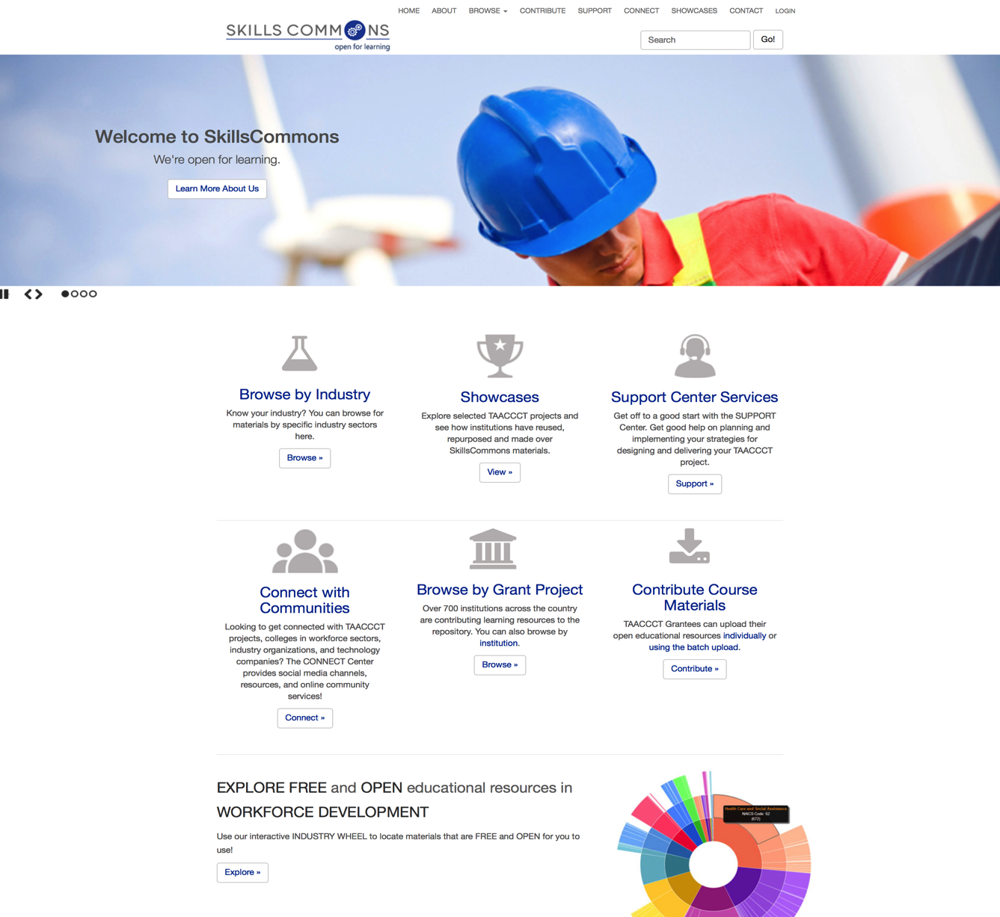 HOME ABOUT BROWSE CONTRIBUTE SUPPORT CONNECT SHOWCASES CONTACT LOGIN
SKILLS COMMONS
open for learning
Search Go!
Welcome to SkillsCommons
We're open for learning.
Learn More About Us
Browse by Industry
Know your industry? You can browse for
materials by specific industry sectors
here.
Browse »
Showcases
Explore selected TAACCCT projects and
see how institutions have reused,
repurposed and made over
SkillsCommons materials.
View »
Support Center Services
Get off to a good start with the SUPPORT
Center. Get good help on planning and
implementing your strategies for
designing and delivering your TAACCCT
project.
Support »
Connect with
Communities
Looking to get connected with TAACCCT
projects, colleges in workforce sectors,
industry organizations, and technology
companies? The CONNECT Center
provides social media channels,
resources, and online community
services!
Connect »
Browse by Grant Project
Over 700 institutions across the country
are contributing learning resources to the
repository. You can also browse by
institution.
Browse »
Contribute Course
Materials
TAACCCT Grantees can upload their
open educational resources individually or
using the batch upload.
Contribute »
EXPLORE FREE and OPEN educational resources in
WORKFORCE DEVELOPMENT
Use our interactive INDUSTRY WHEEL to locate materials that are FREE and OPEN for you to
use!
Explore »
Health Care and Social Assistance
NAICS Code: 62
(672)